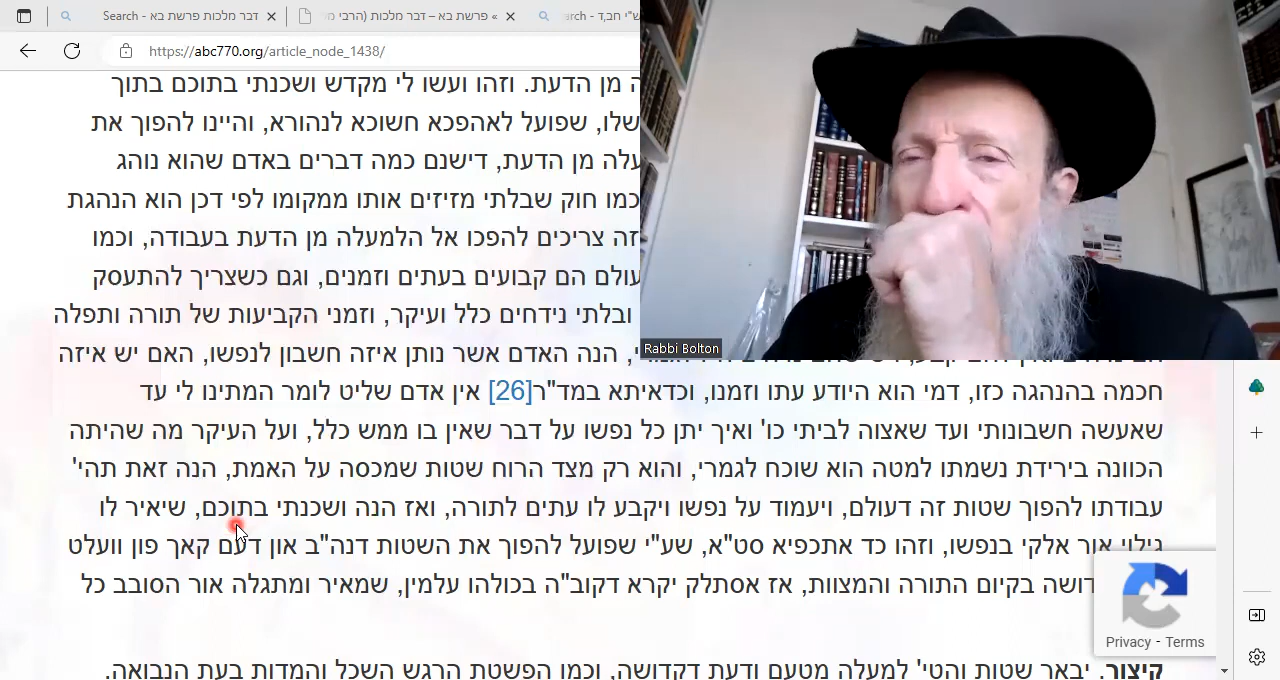 דבר מלכות פרשת בא - Search
» פרשת בא – דבר מלכות (הרבי מ
https://abc770.org/article_node_1438/
ה מן הדעת. וזהו ועשו לי מקדש ושכנתי בתוכם בתוך
שלו, שפועל לאהפכא חשוכא לנהורא, והיינו להפוך את
עלה מן הדעת, דישנם כמה דברים באדם שהוא נוהג
כמו חוק שבלתי מזיזים אותו ממקומו לפי דכן הוא הנהגת
זה צריכים להפכו אל הלמעלה מן הדעת בעבודה, וכמו
עולם הם קבועים בעתים וזמנים, וגם כשצריך להתעסק
ובלתי נידחים כלל ועיקר, וזמני הקביעות של תורה ותפלה
Rabbi Bolton
הנה האדם אשר נותן איזה חשבון לנפשו, האם יש איזה
חכמה בהנהגה כזו, דמי הוא היודע עתו וזמנו, וכדאיתא במד"ר[26] אין אדם שליט לומר המתינו לי עד
שאעשה חשבונותי ועד שאצוה לביתי כו' ואיך יתן כל נפשו על דבר שאין בו ממש כלל, ועל העיקר מה שהיתה
הכוונה בירידת נשמתו למטה הוא שוכח לגמרי, והוא רק מצד הרוח שטות שמכסה על האמת, הנה זאת תהי'
עבודתו להפוך שטות זה דעולם, ויעמוד על נפשו ויקבע לו עתים לתורה, ואז הנה ושכנתי בתוכם, שיאיר לו
גילוי אור אלקי בנפשו, וזהו כד אתכפיא סט"א, שע"י שפועל להפוך את השטות דנה"ב און דעם קאך פון וועלט
דושה בקיום התורה והמצוות, אז אסתלק יקרא דקוב"ה בכולהו עלמין, שמאיר ומתגלה אור הסובב כל
Privacy - Terms
קיצור. יבאר שטות והטי' למעלה מטעם ודעת דקדושה, וכמו הפשטת הרגש השכל והמדות בעת הנבואה.